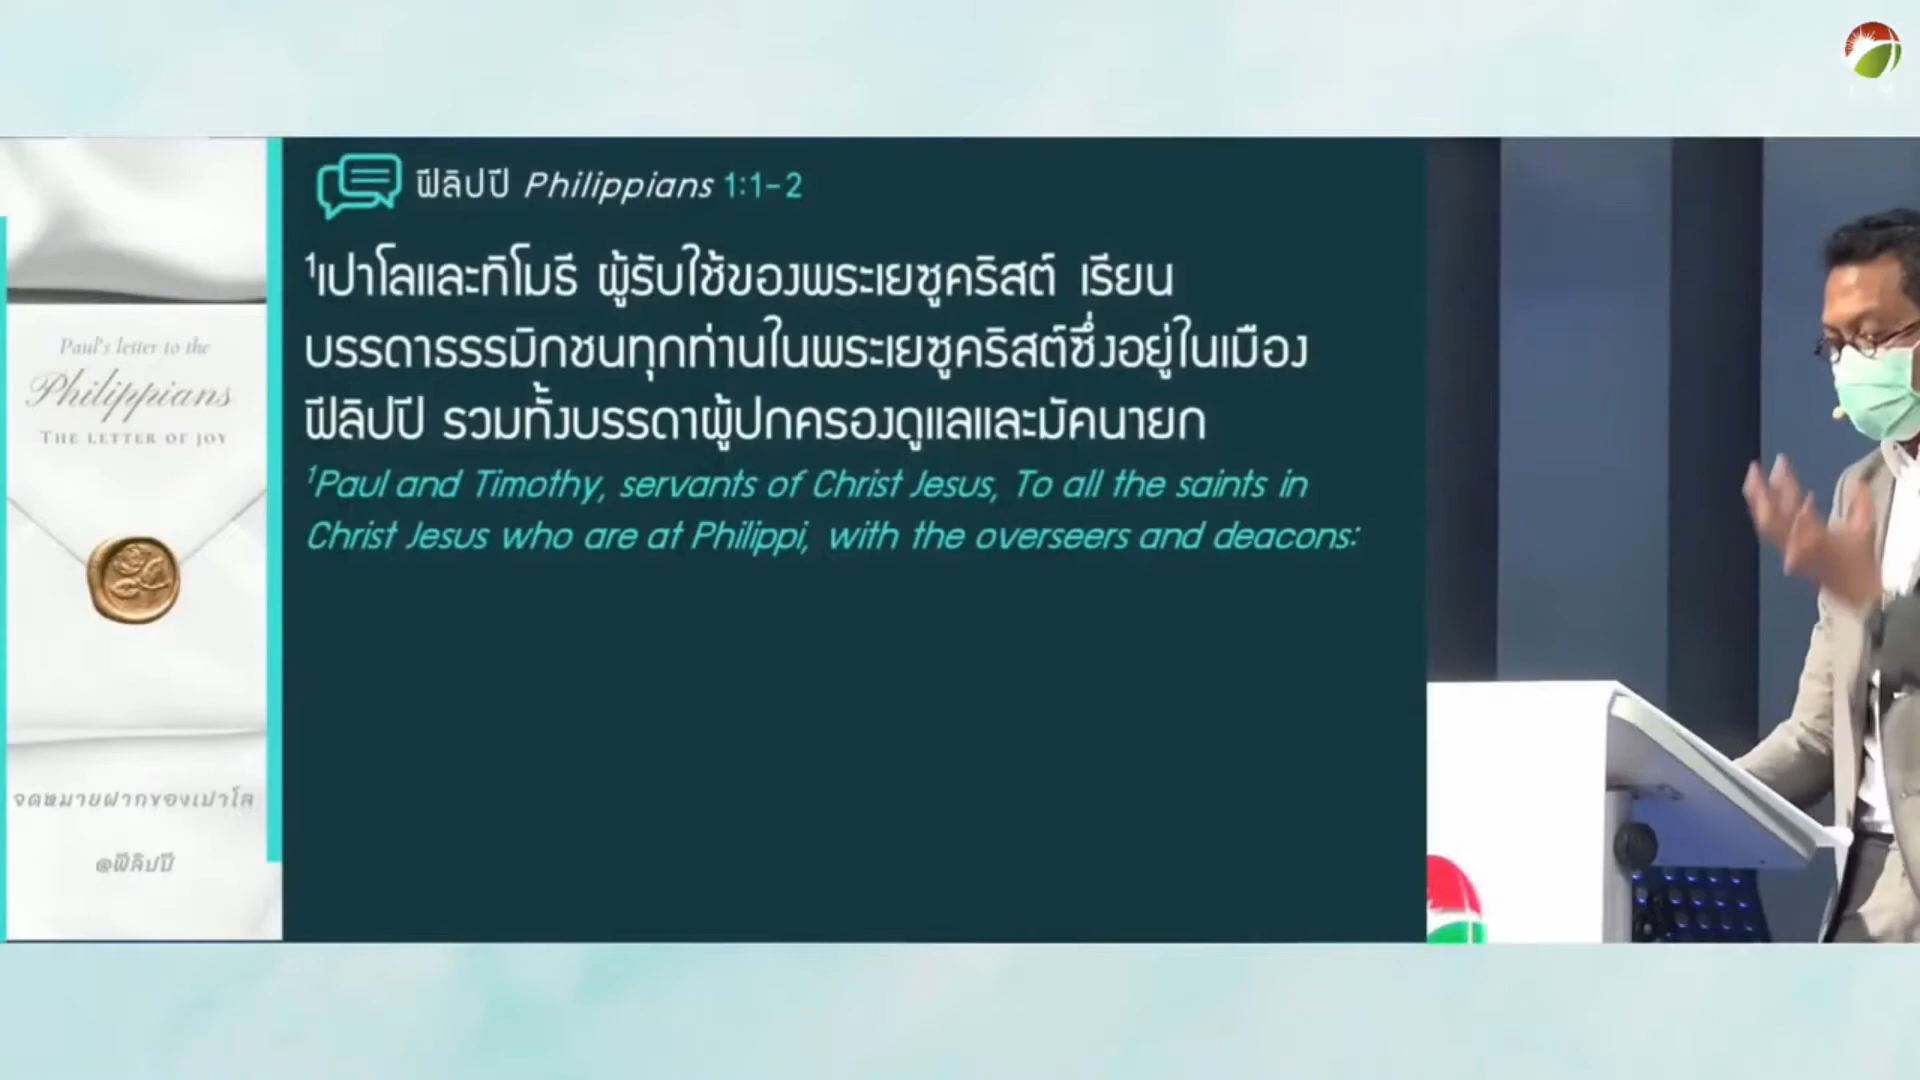 ฟีลิปปี Philippians 1:1-2
¹เปาโลและทิโมธี ผู้รับใช้ของพระเยซูคริสต์ เรียน
บรรดาธรรมิกชนทุกท่านในพระเยซูคริสต์ซึ่งอยู่ในเมือง
ฟีลิปปี รวมทั้งบรรดาผู้ปกครองดูแลและมัคนายก
¹Paul and Timothy, servants of Christ Jesus, To all the saints in
Christ Jesus who are at Philippi, with the overseers and deacons:
Paul's letter to the
Philippians
THE LETTER OF JOY
จดหมายฝากของเปาโล
@ฟีลิปปี